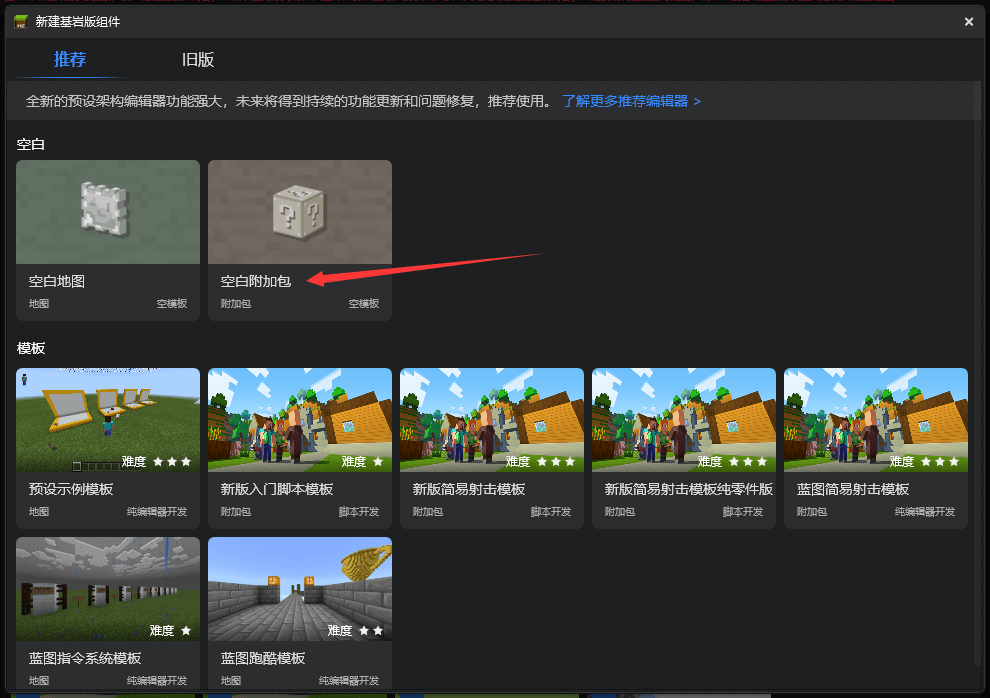 新建基岩版组件
推荐 旧版
全新的预设架构编辑器功能强大，未来将得到持续的功能更新和问题修复，推荐使用。 了解更多推荐编辑器 >
空白
空白地图 空白附加包
地图 空模板 附加包 空模板
模板
难度 难度 难度 难度 难度
预设示例模板 新版入门脚本模板 新版简易射击模板 新版简易射击模板纯零件版 蓝图简易射击模板
地图 纯编辑器开发 附加包 脚本开发 附加包 脚本开发 附加包 脚本开发 附加包 纯编辑器开发
难度 难度
蓝图指令系统模板 蓝图跑酷模板
地图 纯编辑器开发 地图 纯编辑器开发